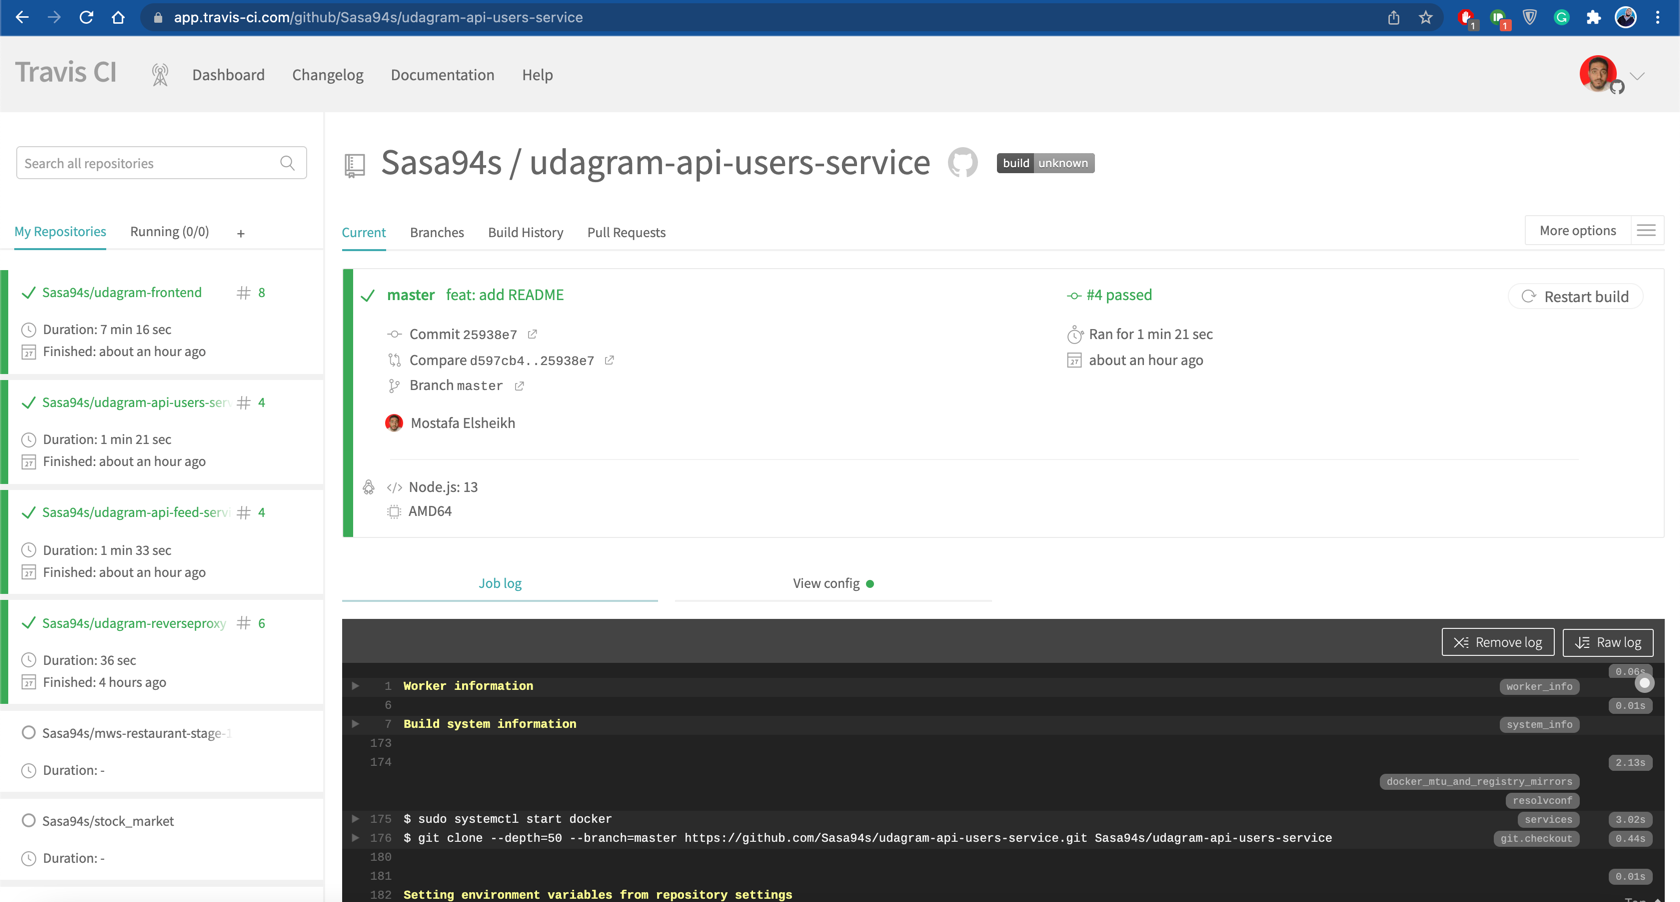 app.travis-ci.com/github/Sasa94s/udagram-api-users-service
1
1
Travis CI
Dashboard
Changelog
Documentation
Help
Search all repositories
My Repositories
Running (0/0)
+
Sasa94s/udagram-frontend
# 8
Duration: 7 min 16 sec
27 Finished: about an hour ago
Sasa94s/udagram-api-users-serv
# 4
Duration: 1 min 21 sec
27 Finished: about an hour ago
Sasa94s/udagram-api-feed-servi
# 4
Duration: 1 min 33 sec
27 Finished: about an hour ago
Sasa94s/udagram-reverseproxy
# 6
Duration: 36 sec
27 Finished: 4 hours ago
Sasa94s/mws-restaurant-stage-1
Duration: -
Sasa94s/stock_market
Duration: -
Sasa94s / udagram-api-users-service
build unknown
Current
Branches
Build History
Pull Requests
More options
master feat: add README
Commit 25938e7
Compare d597cb4..25938e7
Branch master
Mostafa Elsheikh
#4 passed
Ran for 1 min 21 sec
27 about an hour ago
Restart build
</> Node.js: 13
AMD64
Job log
View config
Remove log
Raw log
0.06s
1 Worker information worker_info
6 0.01s
7 Build system information system_info
173
174 2.13s
docker_mtu_and_registry_mirrors
resolvconf
175 $ sudo systemctl start docker services 3.02s
176 $ git clone --depth=50 --branch=master https://github.com/Sasa94s/udagram-api-users-service.git Sasa94s/udagram-api-users-service git.checkout 0.44s
180
181 0.01s
182 Setting environment variables from repository settings
Top